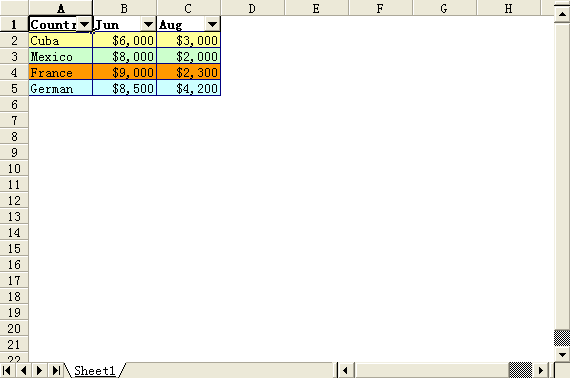 A B C D E F G H
1 Countr Jun Aug
2 Cuba $6,000 $3,000
3 Mexico $8,000 $2,000
4 France $9,000 $2,300
5 German $8,500 $4,200
6
7
8
9
10
11
12
13
14
15
16
17
18
19
20
21
22
Sheet1